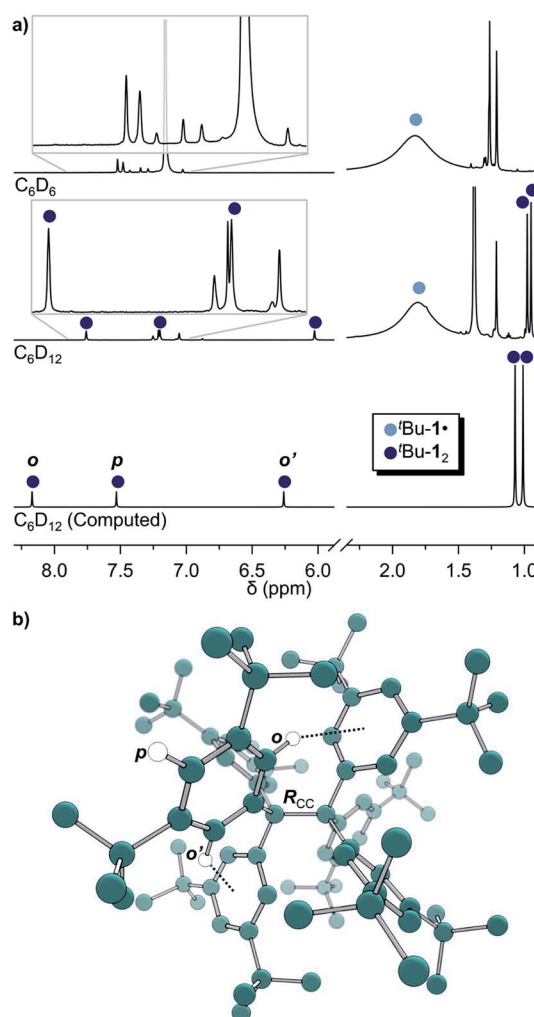 a)
C₆D₆
C₆D₁₂
ᵗBu-1•
ᵗBu-1₂
o p o'
C₆D₁₂ (Computed)
8.0 7.5 7.0 6.5 6.0 2.0 1.5 1.0
δ (ppm)
b)
o
p
R_CC
o'